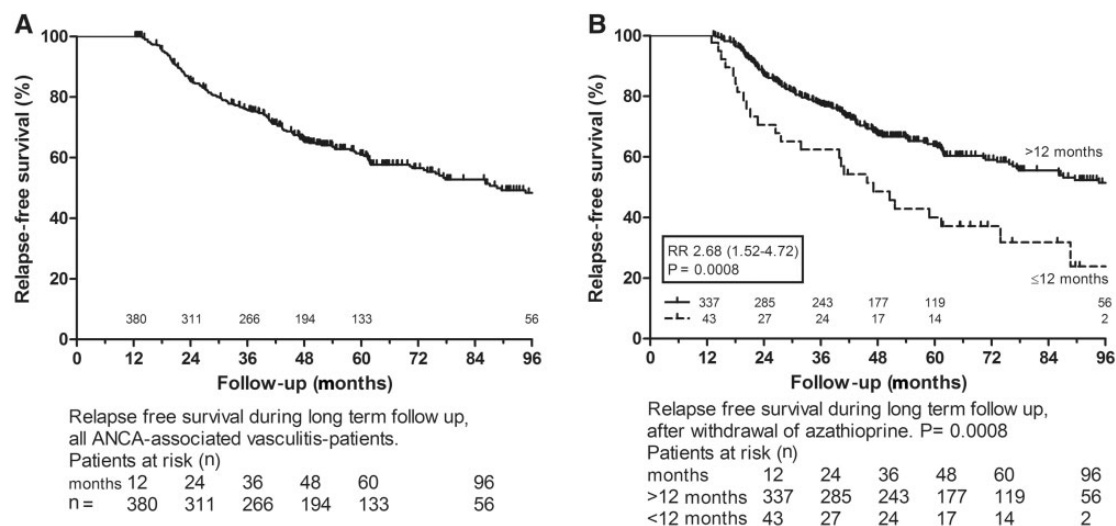 A
Relapse-free survival (%)
100
80
60
40
20
0
380 311 266 194 133 56
0 12 24 36 48 60 72 84 96
Follow-up (months)
Relapse free survival during long term follow up,
all ANCA-associated vasculitis-patients.
Patients at risk (n)
months 12 24 36 48 60 96
n = 380 311 266 194 133 56
B
Relapse-free survival (%)
100
80
60
40
20
0
>12 months
RR 2.68 (1.52-4.72)
P = 0.0008
≤12 months
337 285 243 177 119 56
43 27 24 17 14 2
0 12 24 36 48 60 72 84 96
Follow-up (months)
Relapse free survival during long term follow up,
after withdrawal of azathioprine. P= 0.0008
Patients at risk (n)
months 12 24 36 48 60 96
>12 months 337 285 243 177 119 56
<12 months 43 27 24 17 14 2